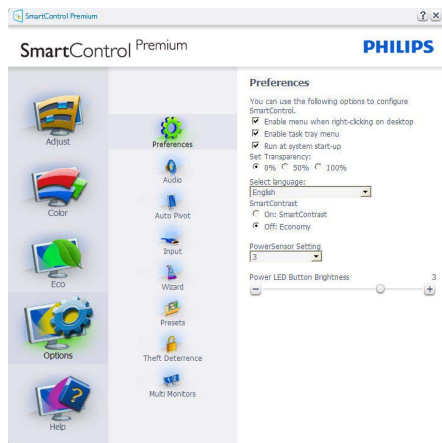 SmartControl Premium
? ×
SmartControl Premium
PHILIPS
Adjust
Color
Eco
Options
Help
Preferences
Audio
Auto Pivot
Input
Wizard
Presets
Theft Deterrence
Multi Monitors
Preferences
You can use the following options to configure
SmartControl.
Enable menu when right-clicking on desktop
Enable task tray menu
Run at system start-up
Set Transparency:
0% 50% 100%
Select language:
English
SmartContrast
On: SmartContrast
Off: Economy
PowerSensor Setting
3
Power LED Button Brightness 3
− +